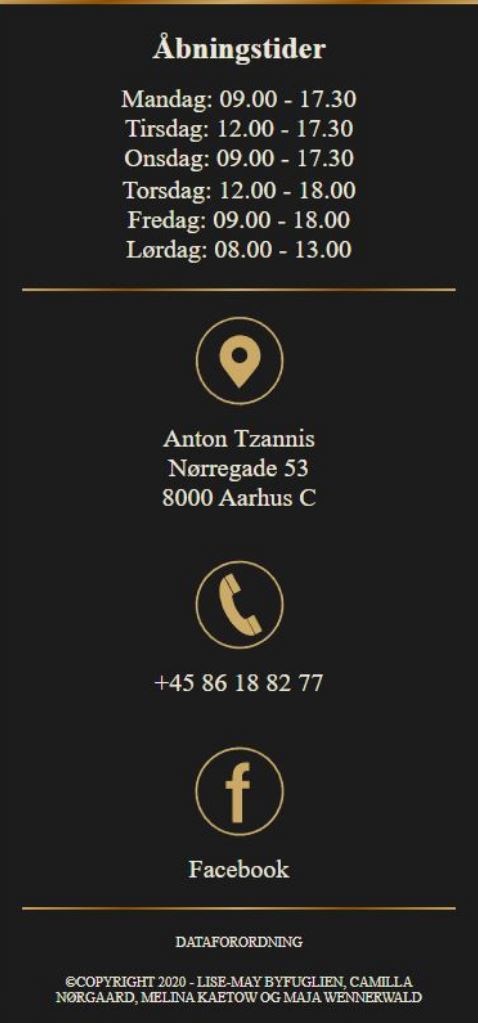 Åbningstider
Mandag: 09.00 - 17.30
Tirsdag: 12.00 - 17.30
Onsdag: 09.00 - 17.30
Torsdag: 12.00 - 18.00
Fredag: 09.00 - 18.00
Lørdag: 08.00 - 13.00
Anton Tzannis
Nørregade 53
8000 Aarhus C
+45 86 18 82 77
Facebook
DATAFORORDNING
©COPYRIGHT 2020 - LISE-MAY BYFUGLIEN, CAMILLA
NØRGAARD, MELINA KAETOW OG MAJA WENNERWALD